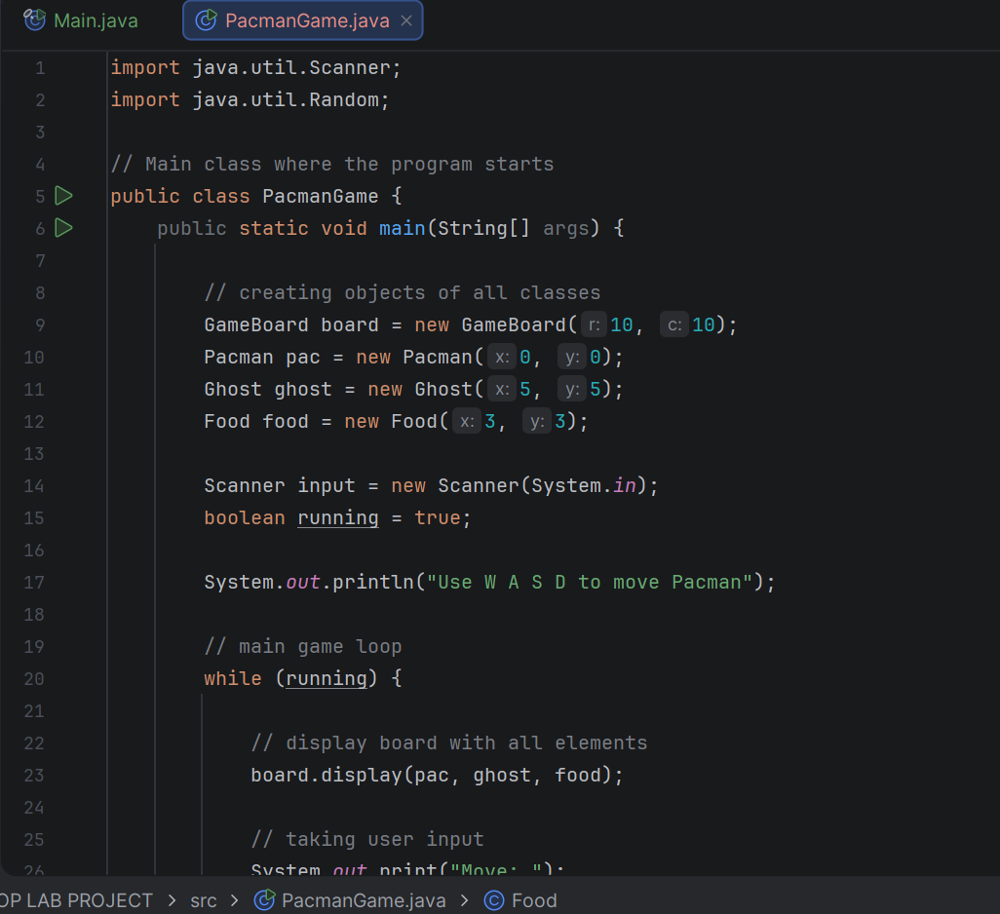 Main.java PacmanGame.java
1 import java.util.Scanner;
2 import java.util.Random;
3
4 // Main class where the program starts
5 public class PacmanGame {
6 public static void main(String[] args) {
7
8 // creating objects of all classes
9 GameBoard board = new GameBoard( r: 10, c: 10);
10 Pacman pac = new Pacman( x: 0, y: 0);
11 Ghost ghost = new Ghost( x: 5, y: 5);
12 Food food = new Food( x: 3, y: 3);
13
14 Scanner input = new Scanner(System.in);
15 boolean running = true;
16
17 System.out.println("Use W A S D to move Pacman");
18
19 // main game loop
20 while (running) {
21
22 // display board with all elements
23 board.display(pac, ghost, food);
24
25 // taking user input
26 System.out.print("Move: ");
OP LAB PROJECT > src > PacmanGame.java > Food